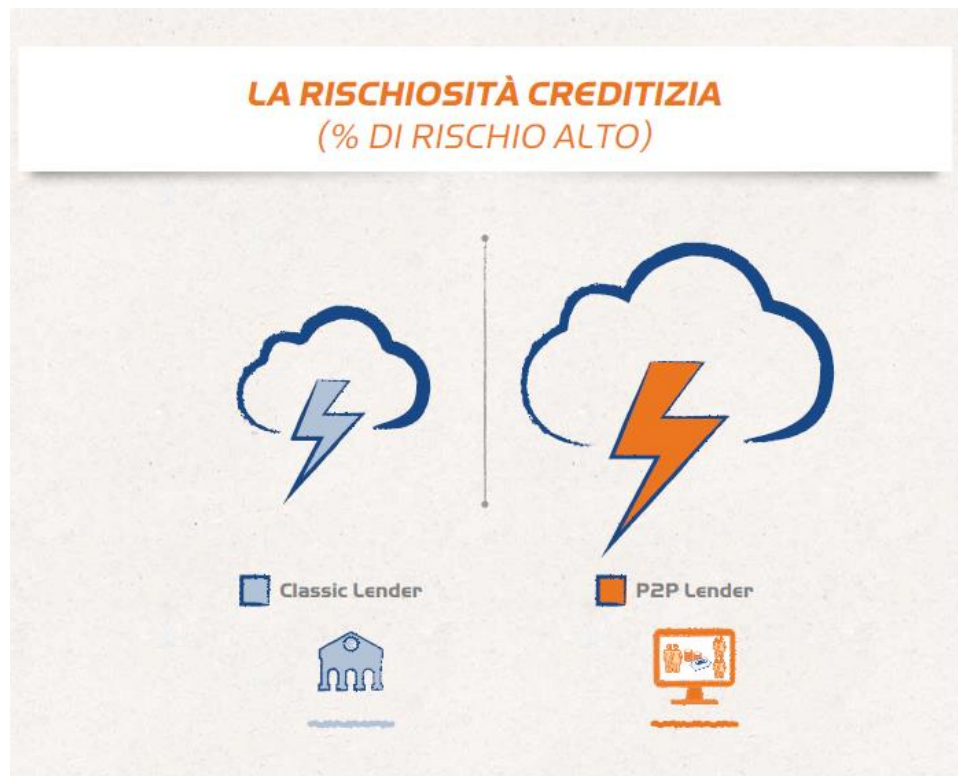 LA RISCHIOSITÀ CREDITIZIA
(% DI RISCHIO ALTO)
Classic Lender
P2P Lender